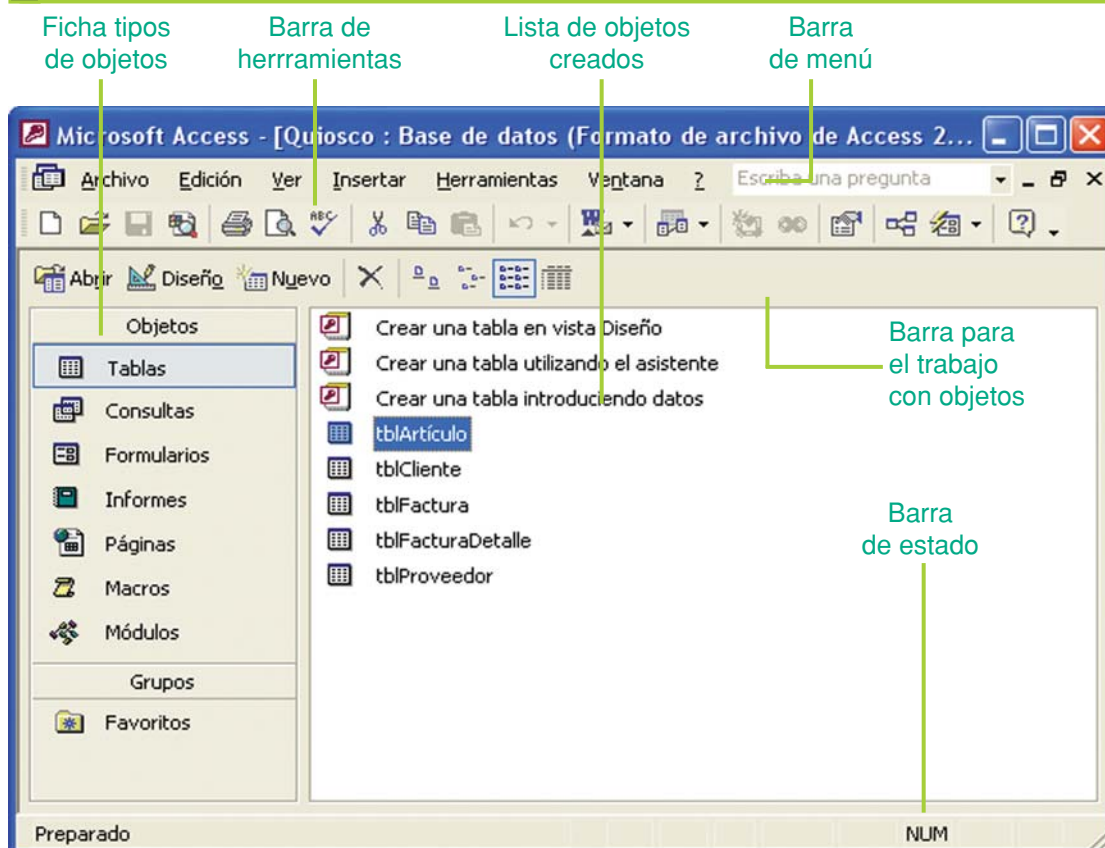 Ficha tipos
de objetos
Barra de
herrramientas
Lista de objetos
creados
Barra
de menú
Microsoft Access - [Quiosco : Base de datos (Formato de archivo de Access 2...
Archivo Edición Ver Insertar Herramientas Ventana ? Escriba una pregunta
ABC
W
Abrir Diseño Nuevo
Objetos
Tablas
Consultas
Formularios
Informes
Páginas
Macros
Módulos
Grupos
Favoritos
Crear una tabla en vista Diseño
Crear una tabla utilizando el asistente
Crear una tabla introduciendo datos
tblArtículo
tblCliente
tblFactura
tblFacturaDetalle
tblProveedor
Barra para
el trabajo
con objetos
Barra
de estado
Preparado NUM